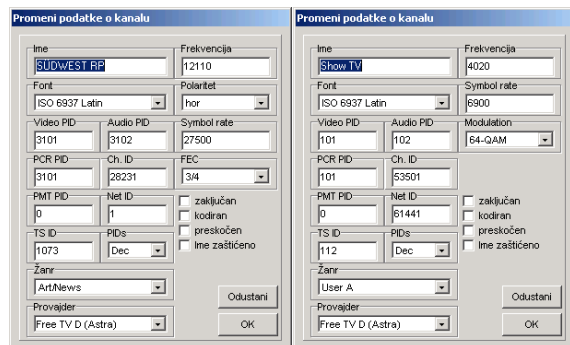 Promeni podatke o kanalu
Ime
SUDWEST RP
Frekvencija
12110
Font
ISO 6937 Latin
Polaritet
hor
Video PID
3101
Audio PID
3102
Symbol rate
27500
PCR PID
3101
Ch. ID
28231
FEC
3/4
PMT PID
0
Net ID
1
zaključan
kodiran
preskočen
Ime zaštićeno
TS ID
1073
PIDs
Dec
Žanr
Art/News
Provajder
Free TV D (Astra)
Odustani
OK
Promeni podatke o kanalu
Ime
Show TV
Frekvencija
4020
Font
ISO 6937 Latin
Symbol rate
6900
Video PID
101
Audio PID
102
Modulation
64-QAM
PCR PID
101
Ch. ID
53501
PMT PID
0
Net ID
61441
zaključan
kodiran
preskočen
Ime zaštićeno
TS ID
112
PIDs
Dec
Žanr
User A
Provajder
Free TV D (Astra)
Odustani
OK